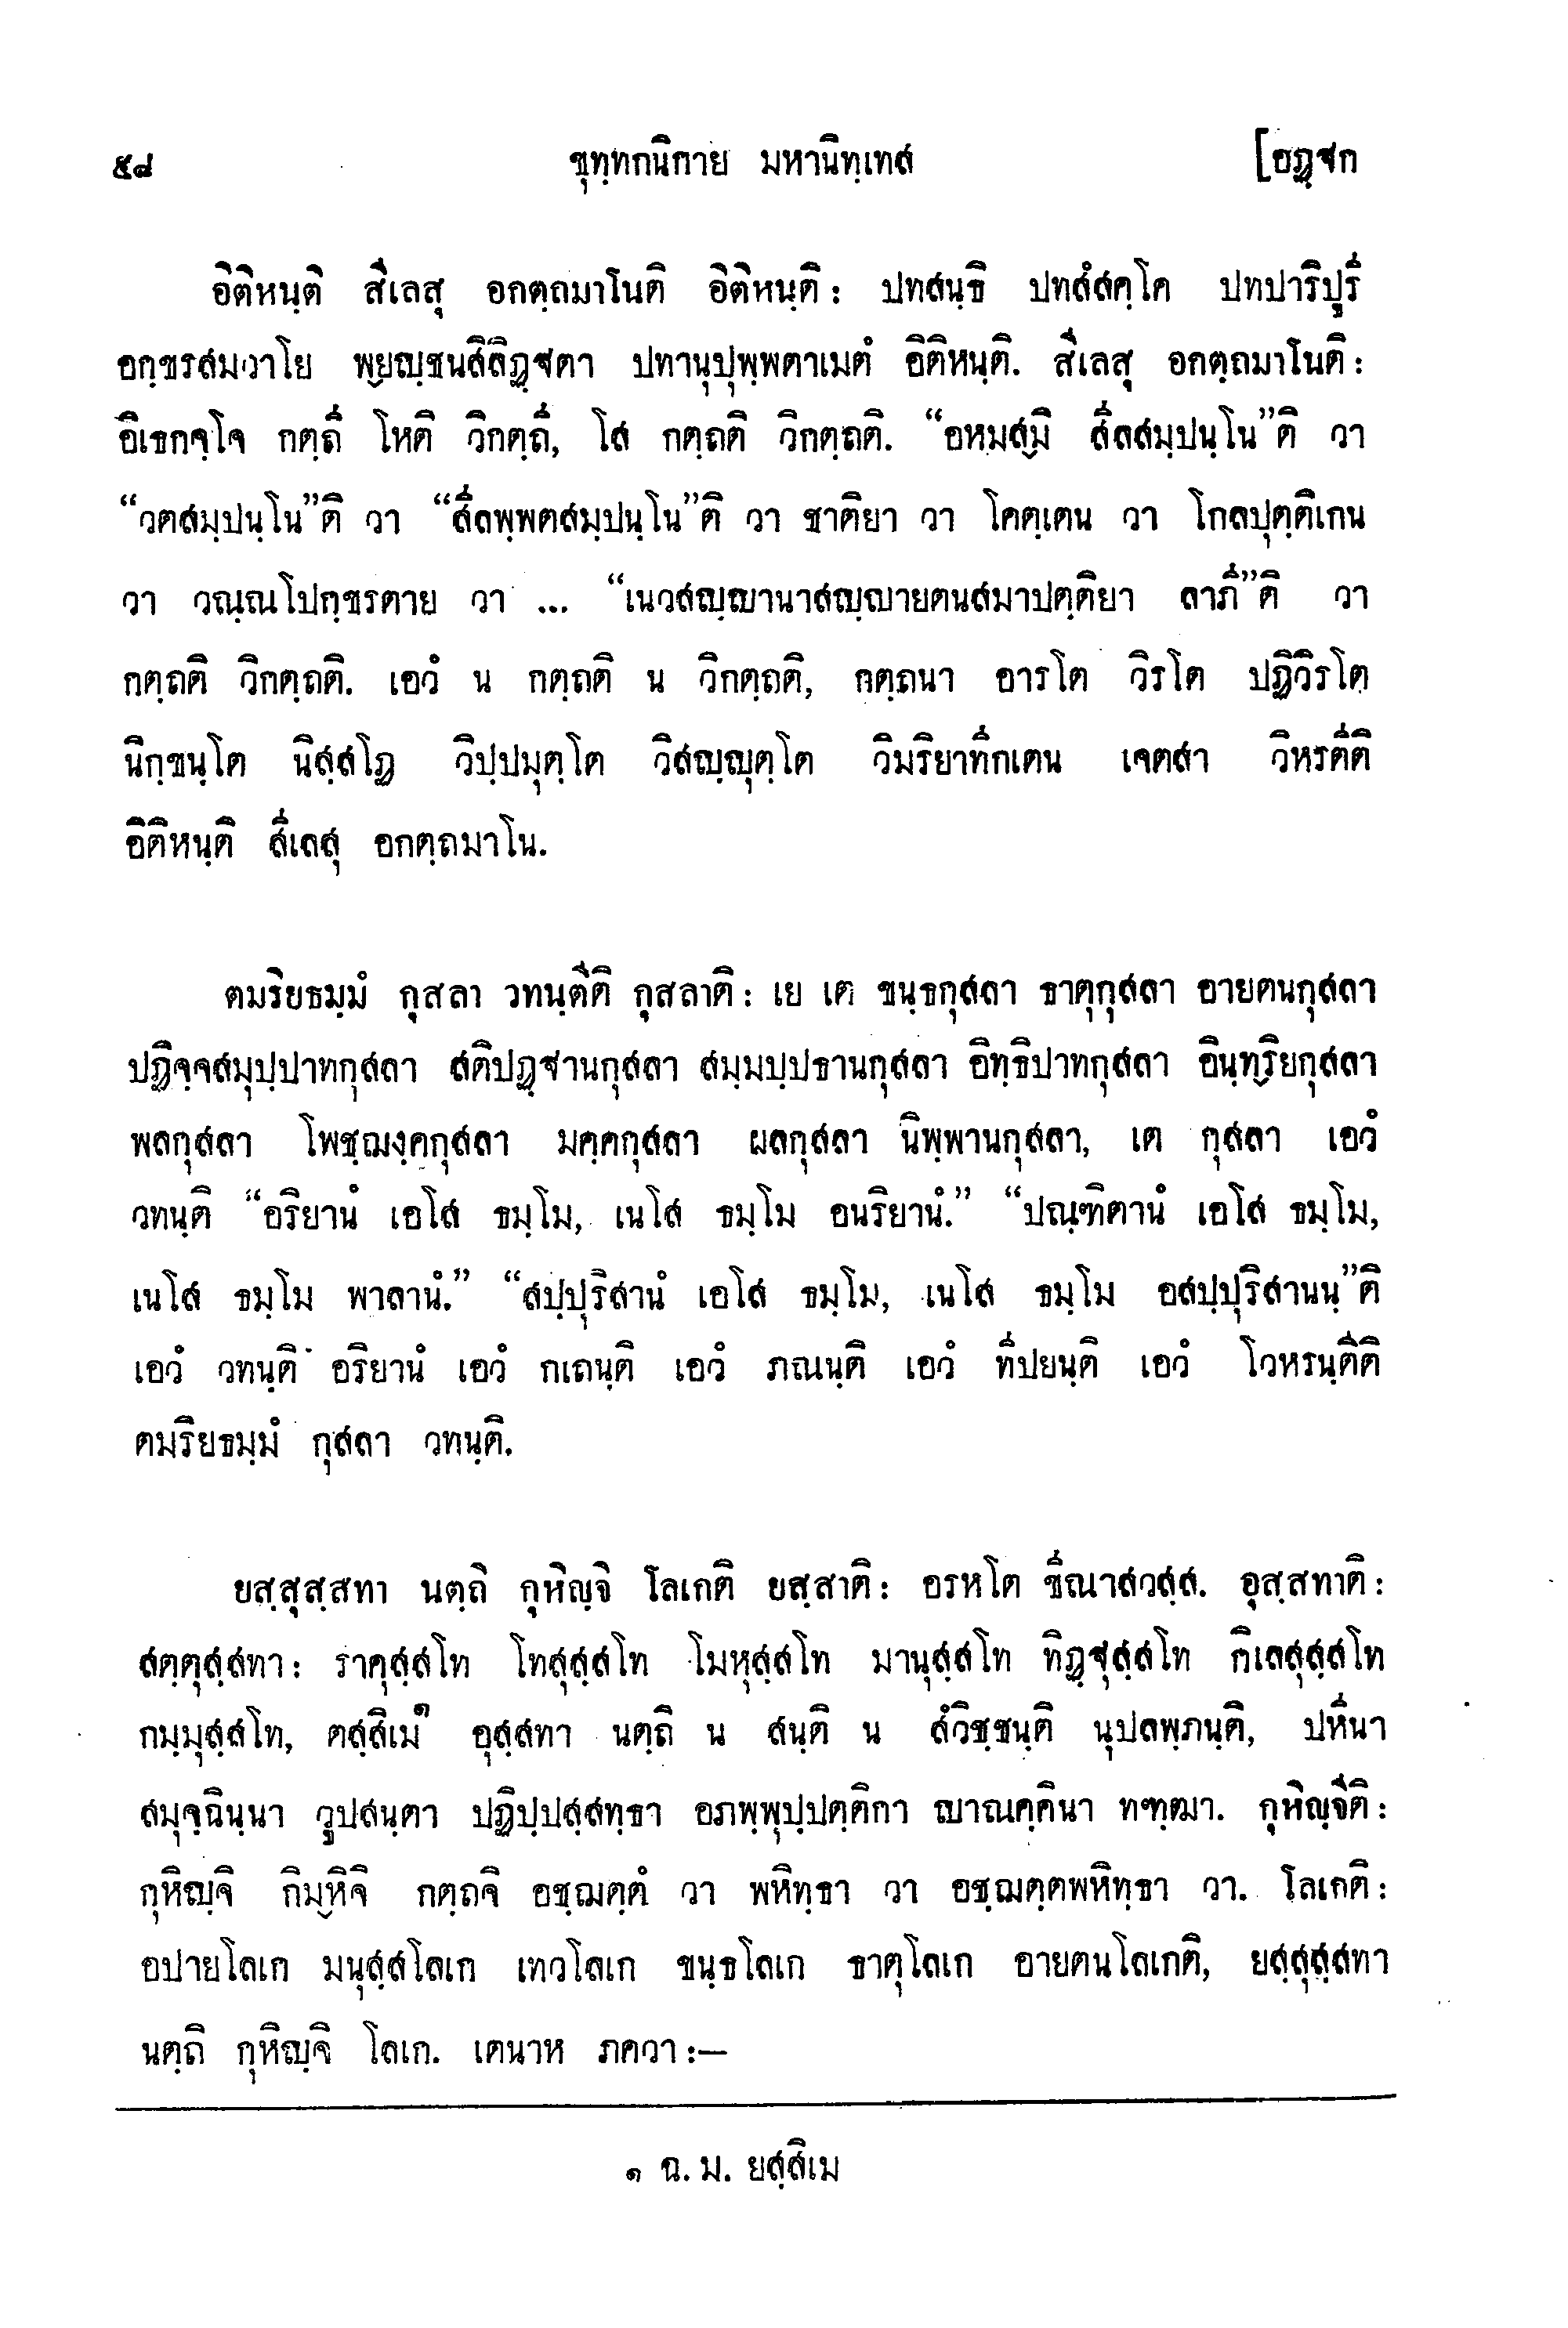 ๕๘ ขุทฺทกนิกาย มหานิทฺเทส [อฏฺฐก
อิติหนฺติ สีเลสุ อกตฺถมาโนติ อิติหนฺติ: ปทสนฺธิ ปทสํสคฺโค ปทปาริปูริ
อกฺขรสมวาโย พฺยญฺชนสิลิฏฺฐตา ปทานุปุพฺพตาเมตํ อิติหนฺติ. สีเลสุ อกตฺถมาโนติ:
อิเธกจฺโจ กตฺถี โหติ วิกตฺถี, โส กตฺถติ วิกตฺถติ. “อหมสฺมิ สีลสมฺปนฺโน”ติ วา
“วตสมฺปนฺโน”ติ วา “สีลพฺพตสมฺปนฺโน”ติ วา ชาติยา วา โคตฺเตน วา โกลปุตฺติเกน
วา วณฺณโปกฺขรตาย วา ... “เนวสญฺญานาสญฺญายตนสมาปตฺติยา ลาภี”ติ วา
กตฺถติ วิกตฺถติ. เอวํ น กตฺถติ น วิกตฺถติ, กตฺถนา อารโต วิรโต ปฏิวิรโต
นิกฺขนฺโต นิสฺสโฏ วิปฺปมุตฺโต วิสญฺญุตฺโต วิมริยาทิกเตน เจตสา วิหรตีติ
อิติหนฺติ สีเลสุ อกตฺถมาโน.
ตมริยธมฺมํ กุสลา วทนฺตีติ กุสลาติ: เย เต ขนฺธกุสลา ธาตุกุสลา อายตนกุสลา
ปฏิจฺจสมุปฺปาทกุสลา สติปฏฺฐานกุสลา สมฺมปฺปธานกุสลา อิทฺธิปาทกุสลา อินฺทฺริยกุสลา
พลกุสลา โพชฺฌงฺคกุสลา มคฺคกุสลา ผลกุสลา นิพฺพานกุสลา, เต กุสลา เอวํ
วทนฺติ “อริยานํ เอโส ธมฺโม, เนโส ธมฺโม อนริยานํ.” “ปณฺฑิตานํ เอโส ธมฺโม,
เนโส ธมฺโม พาลานํ.” “สปฺปุริสานํ เอโส ธมฺโม, เนโส ธมฺโม อสปฺปุริสานนฺ”ติ
เอวํ วทนฺติ อริยานํ เอวํ กเถนฺติ เอวํ ภณนฺติ เอวํ ทีปยนฺติ เอวํ โวหรนฺตีติ
ตมริยธมฺมํ กุสลา วทนฺติ.
ยสฺสุสฺสทา นตฺถิ กุหิญฺจิ โลเกติ ยสฺสาติ: อรหโต ขีณาสวสฺส. อุสฺสทาติ:
สตฺตุสฺสทา: ราคุสฺสโท โทสุสฺสโท โมหุสฺสโท มานุสฺสโท ทิฏฺฐุสฺสโท กิเลสุสฺสโท
กมฺมุสฺสโท, ตสฺสิเม๑ อุสฺสทา นตฺถิ น สนฺติ น สํวิชฺชนฺติ นุปลพฺภนฺติ, ปหีนา
สมุจฺฉินฺนา วูปสนฺตา ปฏิปฺปสฺสทฺธา อภพฺพุปฺปตฺติกา ญาณคฺคินา ทฑฺฒา. กุหิญฺจีติ:
กุหิญฺจิ กิมฺหิจิ กตฺถจิ อชฺฌตฺตํ วา พหิทฺธา วา อชฺฌตฺตพหิทฺธา วา. โลเกติ:
อปายโลเก มนุสฺสโลเก เทวโลเก ขนฺธโลเก ธาตุโลเก อายตนโลเกติ, ยสฺสุสฺสทา
นตฺถิ กุหิญฺจิ โลเก. เตนาห ภควา:—
๑ ฉ. ม. ยสฺสิเม